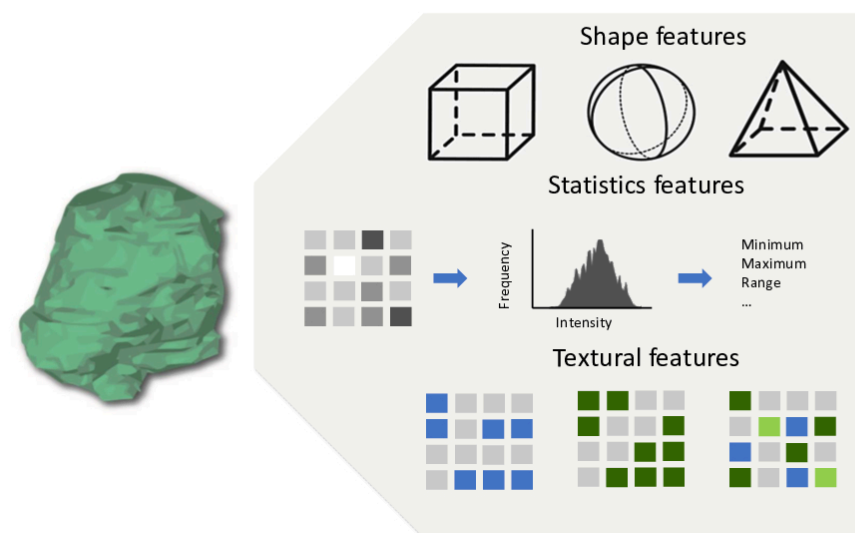 Shape features
Statistics features
Frequency
Intensity
Minimum
Maximum
Range
...
Textural features